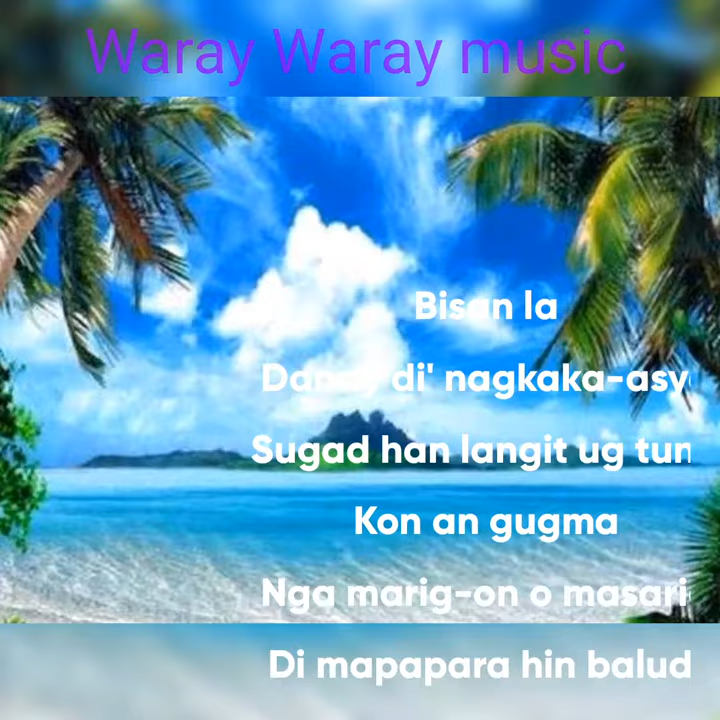 Waray Waray music
Bisan la
di' nagkaka-asy
Sugad han langit ug tun
Kon an gugma
Nga marig-on o masari
Di mapapara hin balud